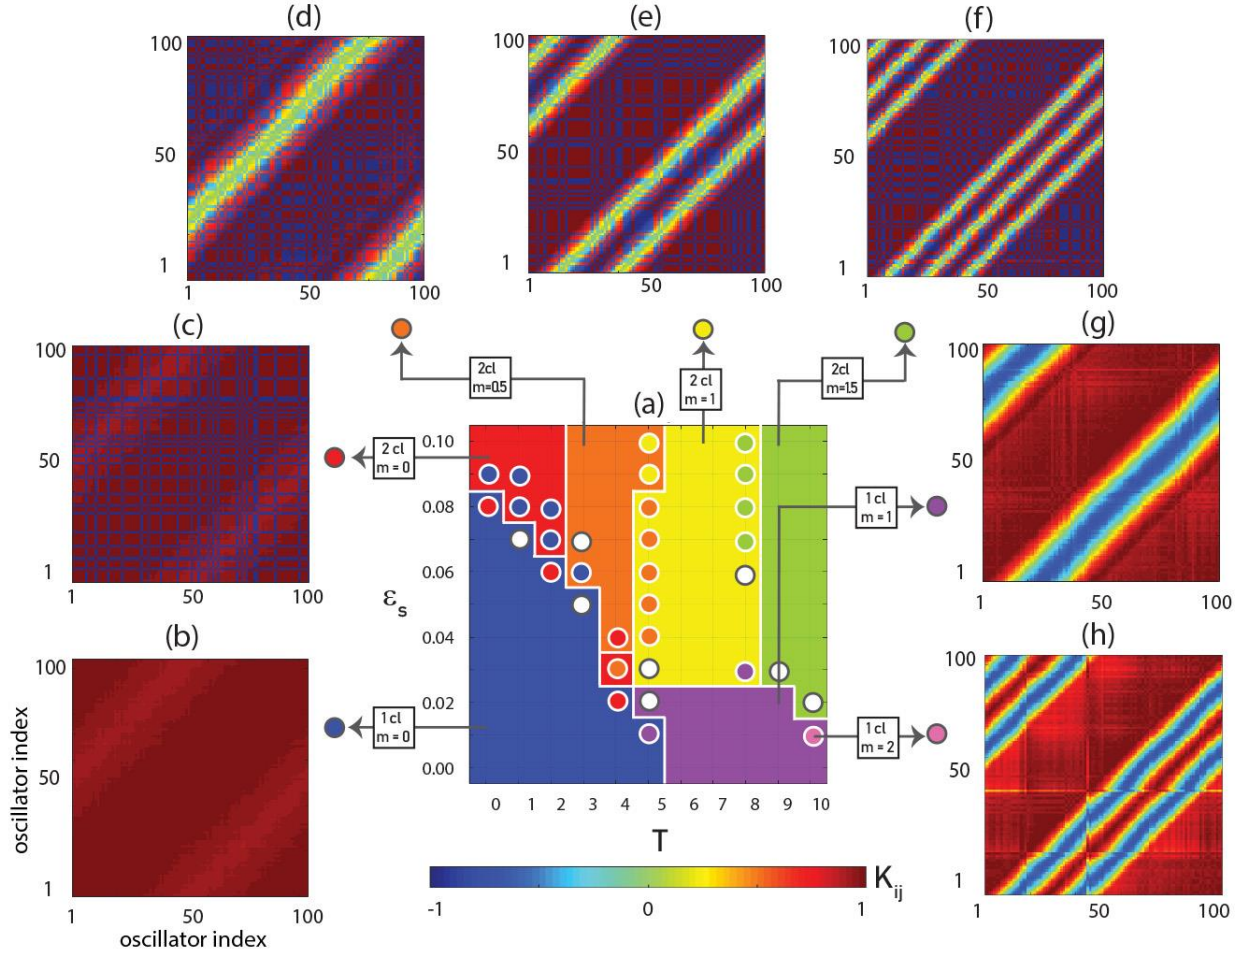 (d)
(e)
(f)
100
50
1
1
50
100
100
50
1
1
50
100
100
50
1
1
50
100
(c)
100
50
1
1
50
100
2cl
m=0.5
2 cl
m = 1
2cl
m=1.5
(g)
100
50
1
1
50
100
(a)
2 cl
m = 0
1 cl
m = 1
0.10
0.08
0.06
0.04
0.02
0.00
εs
0 1 2 3 4 5 6 7 8 9 10
T
(b)
100
50
1
1
50
100
oscillator index
oscillator index
1 cl
m = 0
1 cl
m = 2
(h)
100
50
1
1
50
100
-1
0
1
Kij